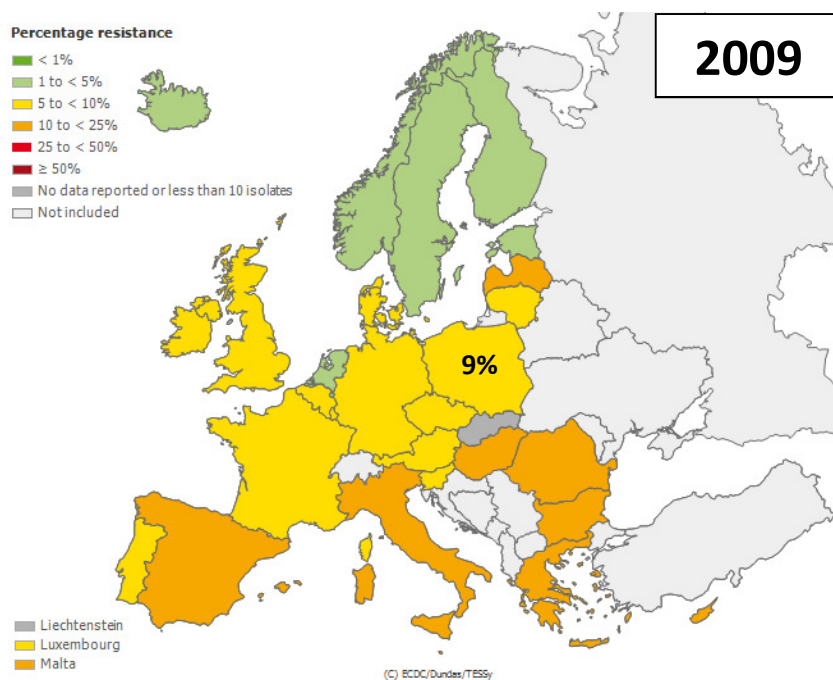 Percentage resistance
< 1%
1 to < 5%
5 to < 10%
10 to < 25%
25 to < 50%
≥ 50%
No data reported or less than 10 isolates
Not included
2009
9%
Liechtenstein
Luxembourg
Malta
(C) ECDC/Dundas/TESSy